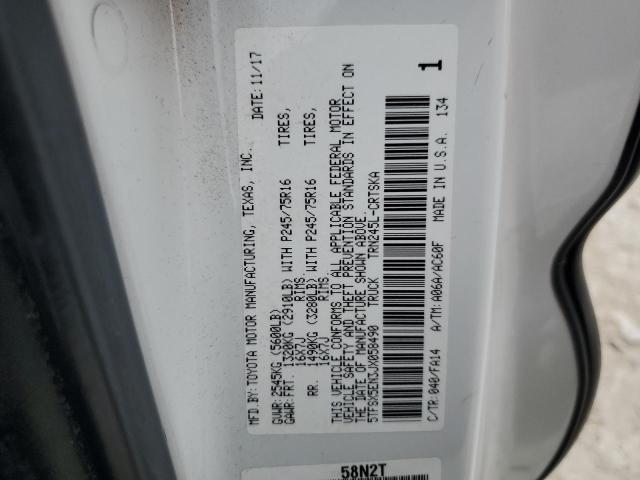 MFD.BY:TOYOTA MOTOR MANUFACTURING, TEXAS, INC. DATE: 11/17
GVWR:2545KG (5600LB)
GAWR:FRT. 1320KG (2910LB) WITH P245/75R16 TIRES,
16X7J RIMS.
RR. 1490KG (3280LB) WITH P245/75R16 TIRES,
16X7J RIMS.
THIS VEHICLE CONFORMS TO ALL APPLICABLE FEDERAL MOTOR
VEHICLE SAFETY AND THEFT PREVENTION STANDARDS IN EFFECT ON
THE DATE OF MANUFACTURE SHOWN ABOVE.
5TFSX5EN3JX058490 TRUCK TRN245L-CRTSKA 1
C/TR:040/FA14 A/TM:A06A/AC60F MADE IN U.S.A. 134
58N2T